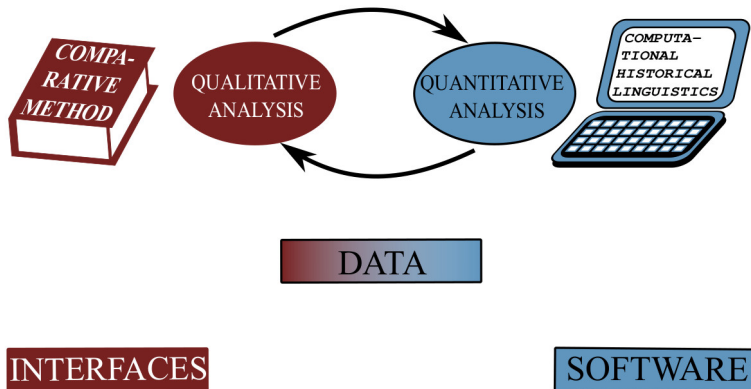 COMPA-
RATIVE
METHOD
QUALITATIVE
ANALYSIS
QUANTITATIVE
ANALYSIS
COMPUTA-
TIONAL
HISTORICAL
LINGUISTICS
DATA
INTERFACES
SOFTWARE